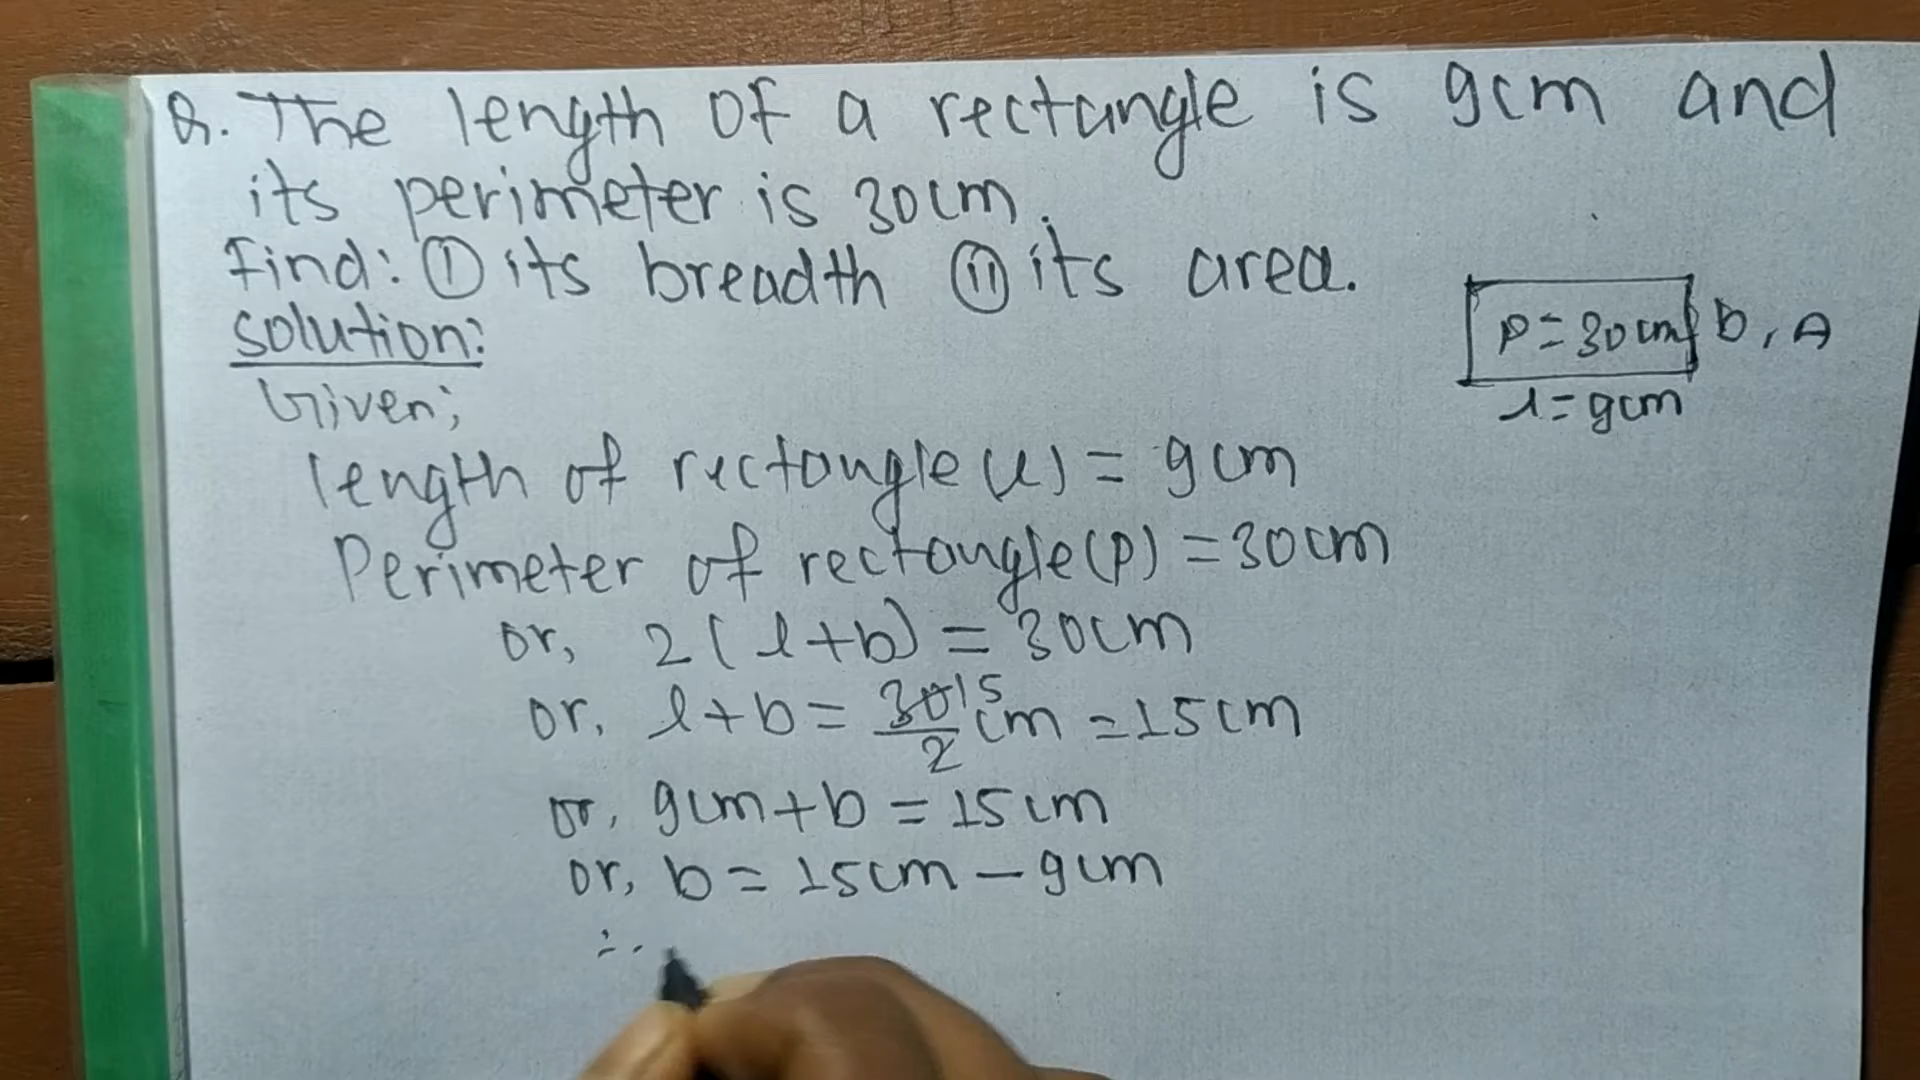 Q. The length of a rectangle is 9cm and
its perimeter is 30cm.
Find: (i) its breadth (ii) its area.
Solution:
P=30cm b, A
l=9cm
Given;
length of rectangle(l) = 9cm
Perimeter of rectangle(P) = 30cm
or, 2(l+b) = 30cm
or, l+b = 30/2 15 cm = 15cm
or, 9cm+b = 15cm
or, b = 15cm - 9cm
∴